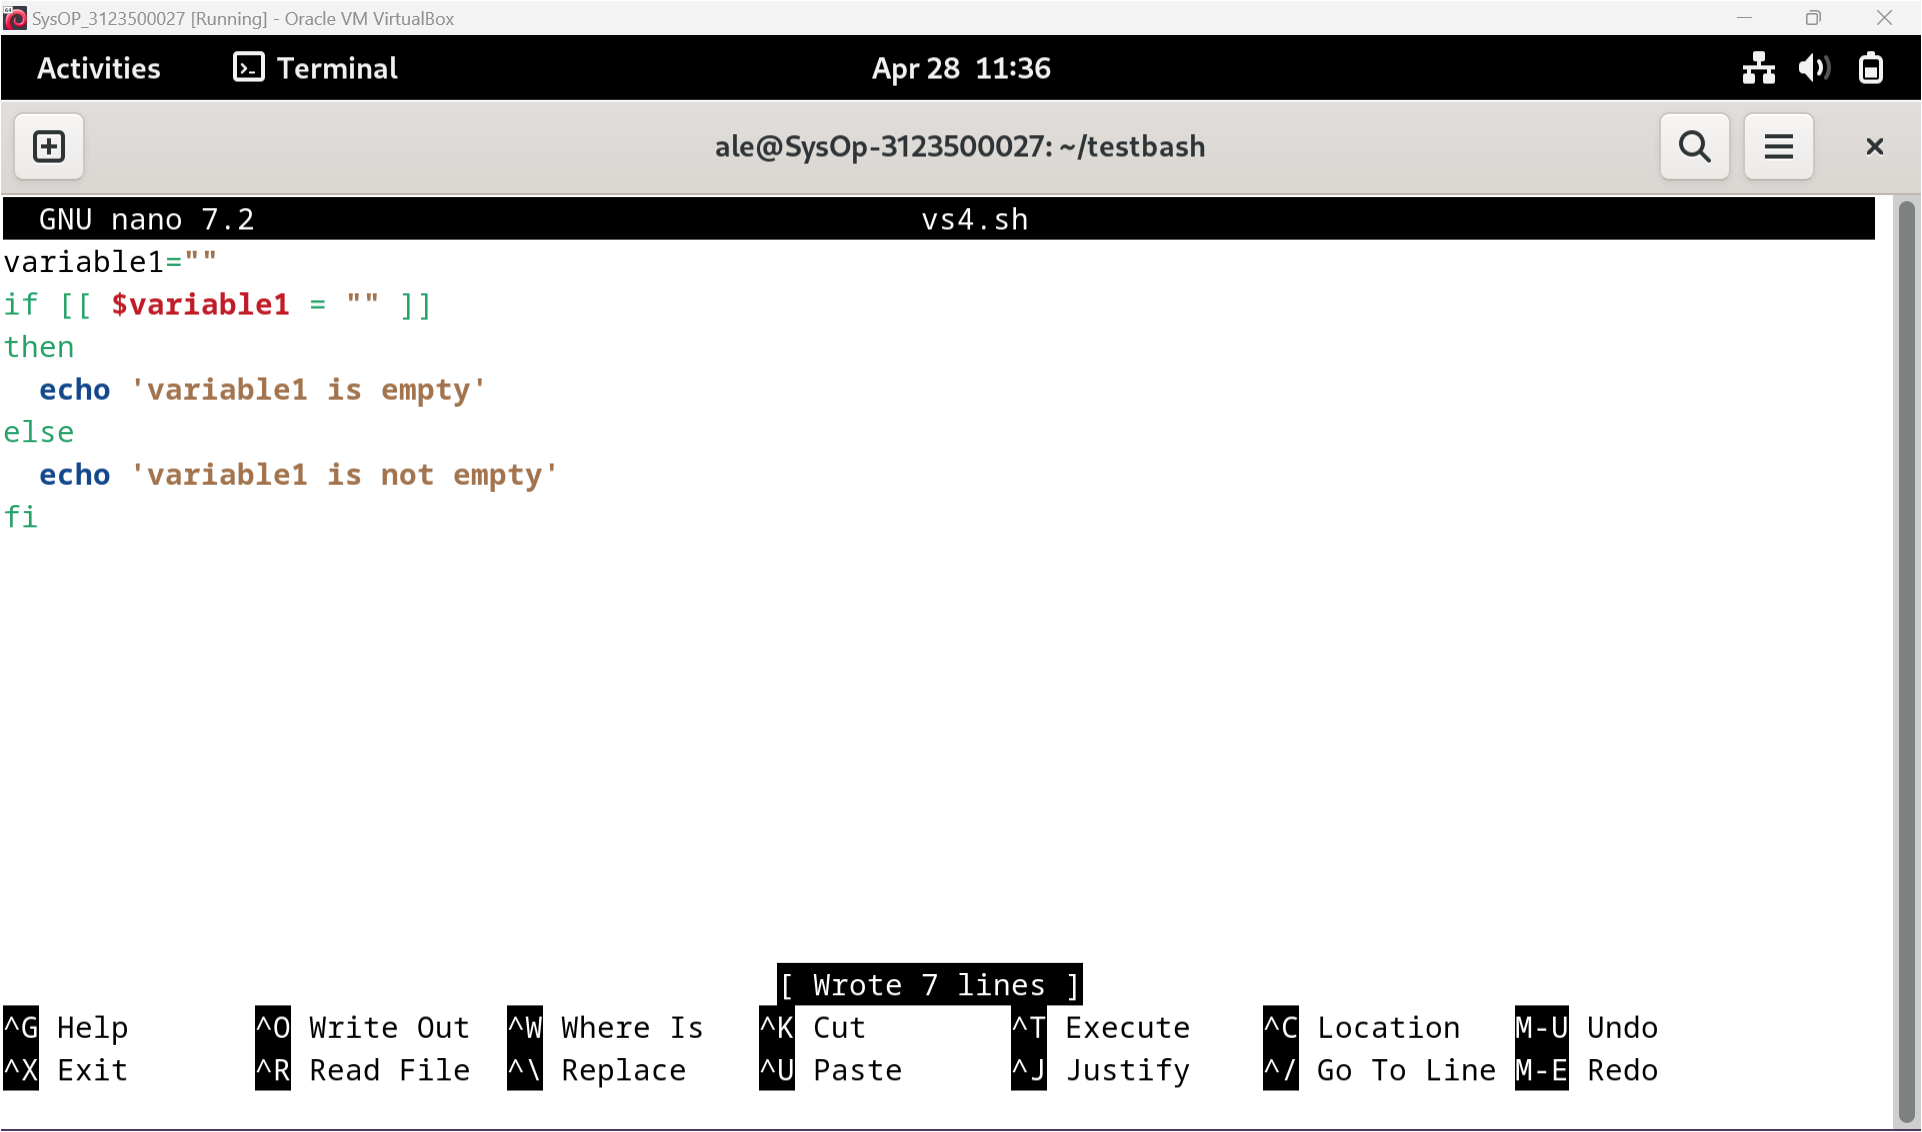 SysOP_3123500027 [Running] - Oracle VM VirtualBox
Activities Terminal Apr 28 11:36
ale@SysOp-3123500027: ~/testbash
GNU nano 7.2 vs4.sh
variable1=""
if [[ $variable1 = "" ]]
then
  echo 'variable1 is empty'
else
  echo 'variable1 is not empty'
fi
[ Wrote 7 lines ]
^G Help ^O Write Out ^W Where Is ^K Cut ^T Execute ^C Location M-U Undo
^X Exit ^R Read File ^\ Replace ^U Paste ^J Justify ^/ Go To Line M-E Redo